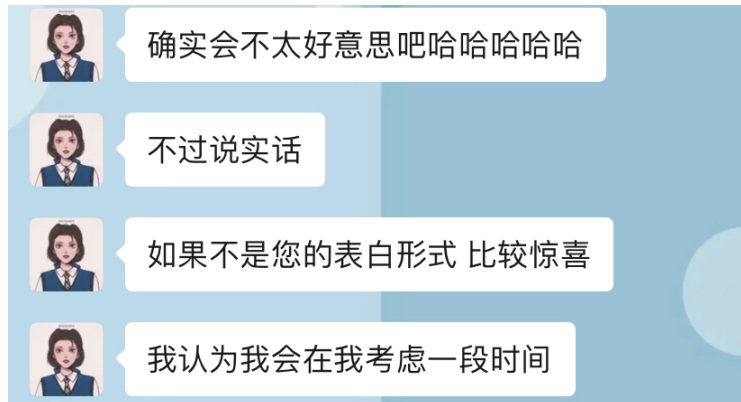 确实会不太好意思吧哈哈哈哈哈
不过说实话
如果不是您的表白形式 比较惊喜
我认为我会在我考虑一段时间